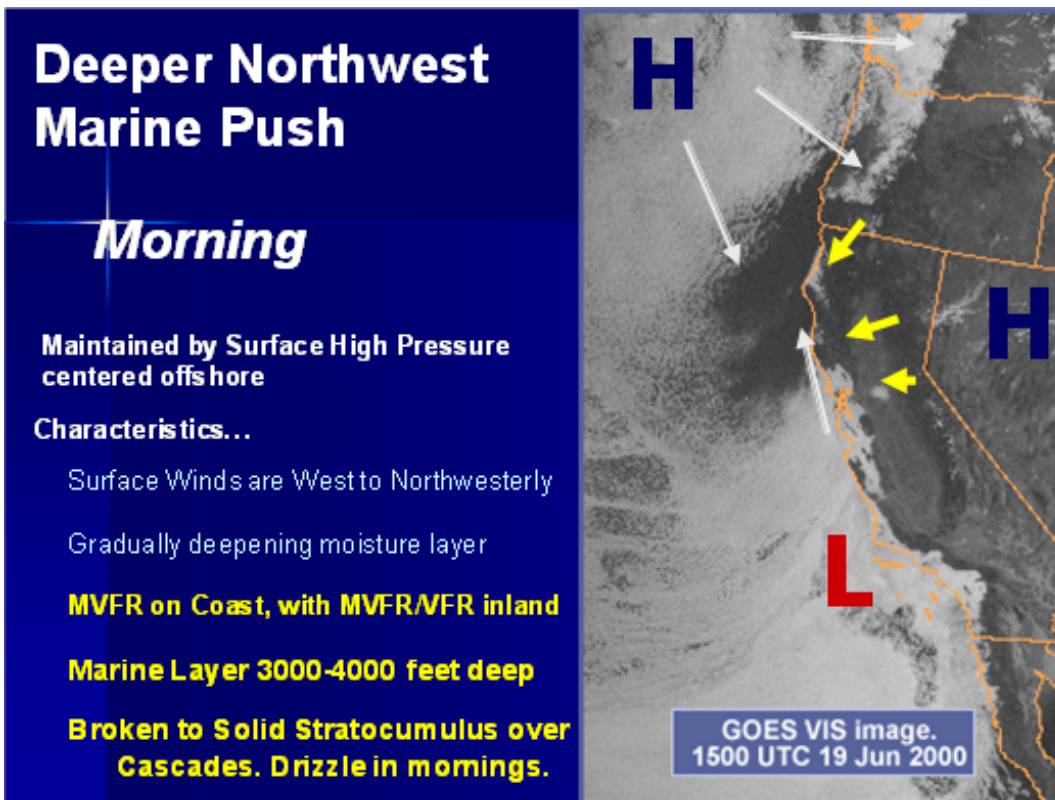 Deeper Northwest
Marine Push
Morning
Maintained by Surface High Pressure
centered offshore
Characteristics...
Surface Winds are West to Northwesterly
Gradually deepening moisture layer
MVFR on Coast, with MVFR/VFR inland
Marine Layer 3000-4000 feet deep
Broken to Solid Stratocumulus over
Cascades. Drizzle in mornings.
H
H
L
GOES VIS image.
1500 UTC 19 Jun 2000